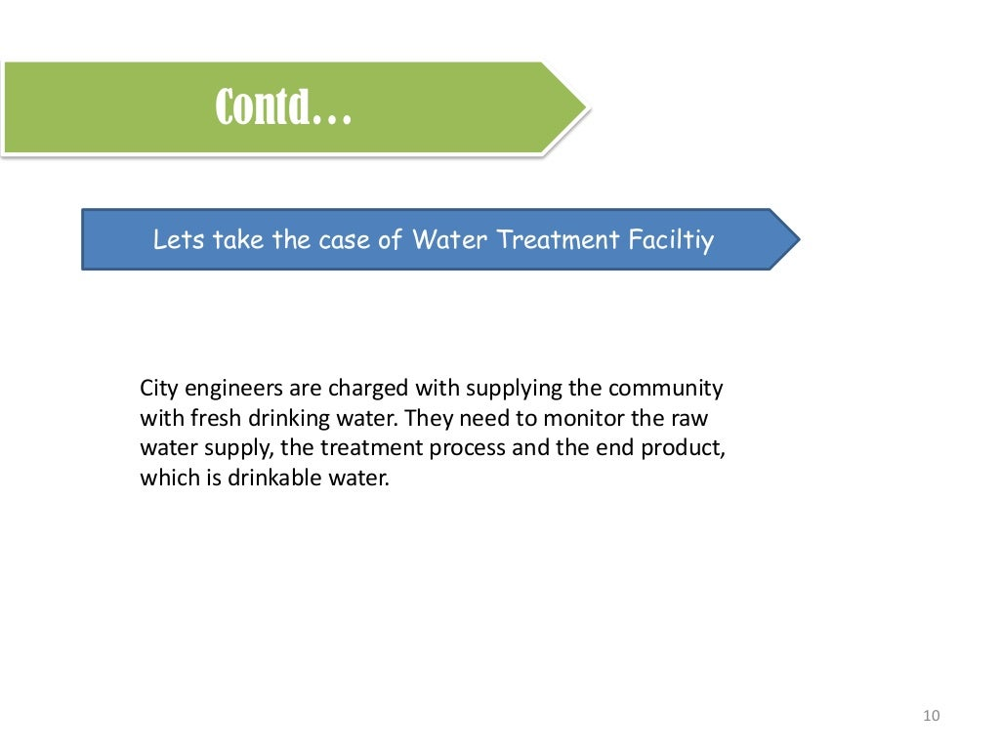 Contd...
Lets take the case of Water Treatment Faciltiy
City engineers are charged with supplying the community
with fresh drinking water. They need to monitor the raw
water supply, the treatment process and the end product,
which is drinkable water.
10